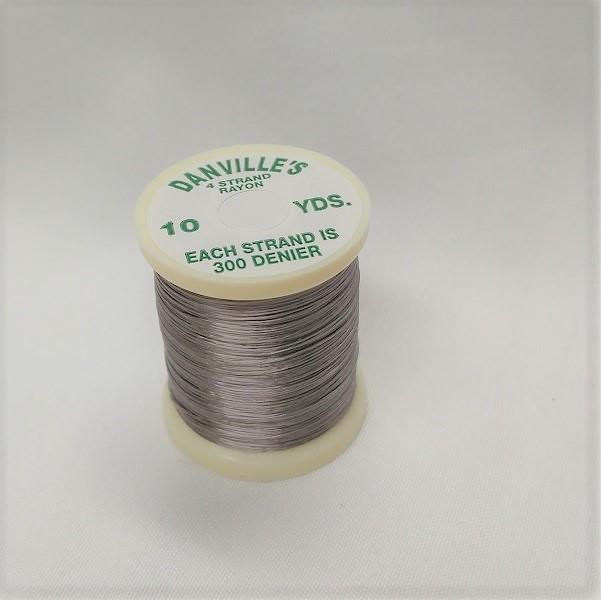 DANVILLE'S
4 STRAND
RAYON
10 YDS.
EACH STRAND IS
300 DENIER